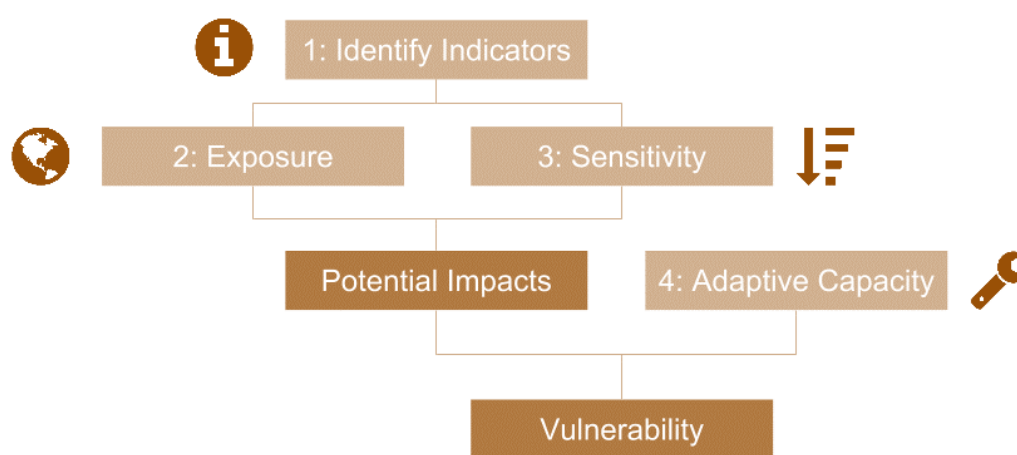 1: Identify Indicators
2: Exposure
3: Sensitivity
Potential Impacts
4: Adaptive Capacity
Vulnerability